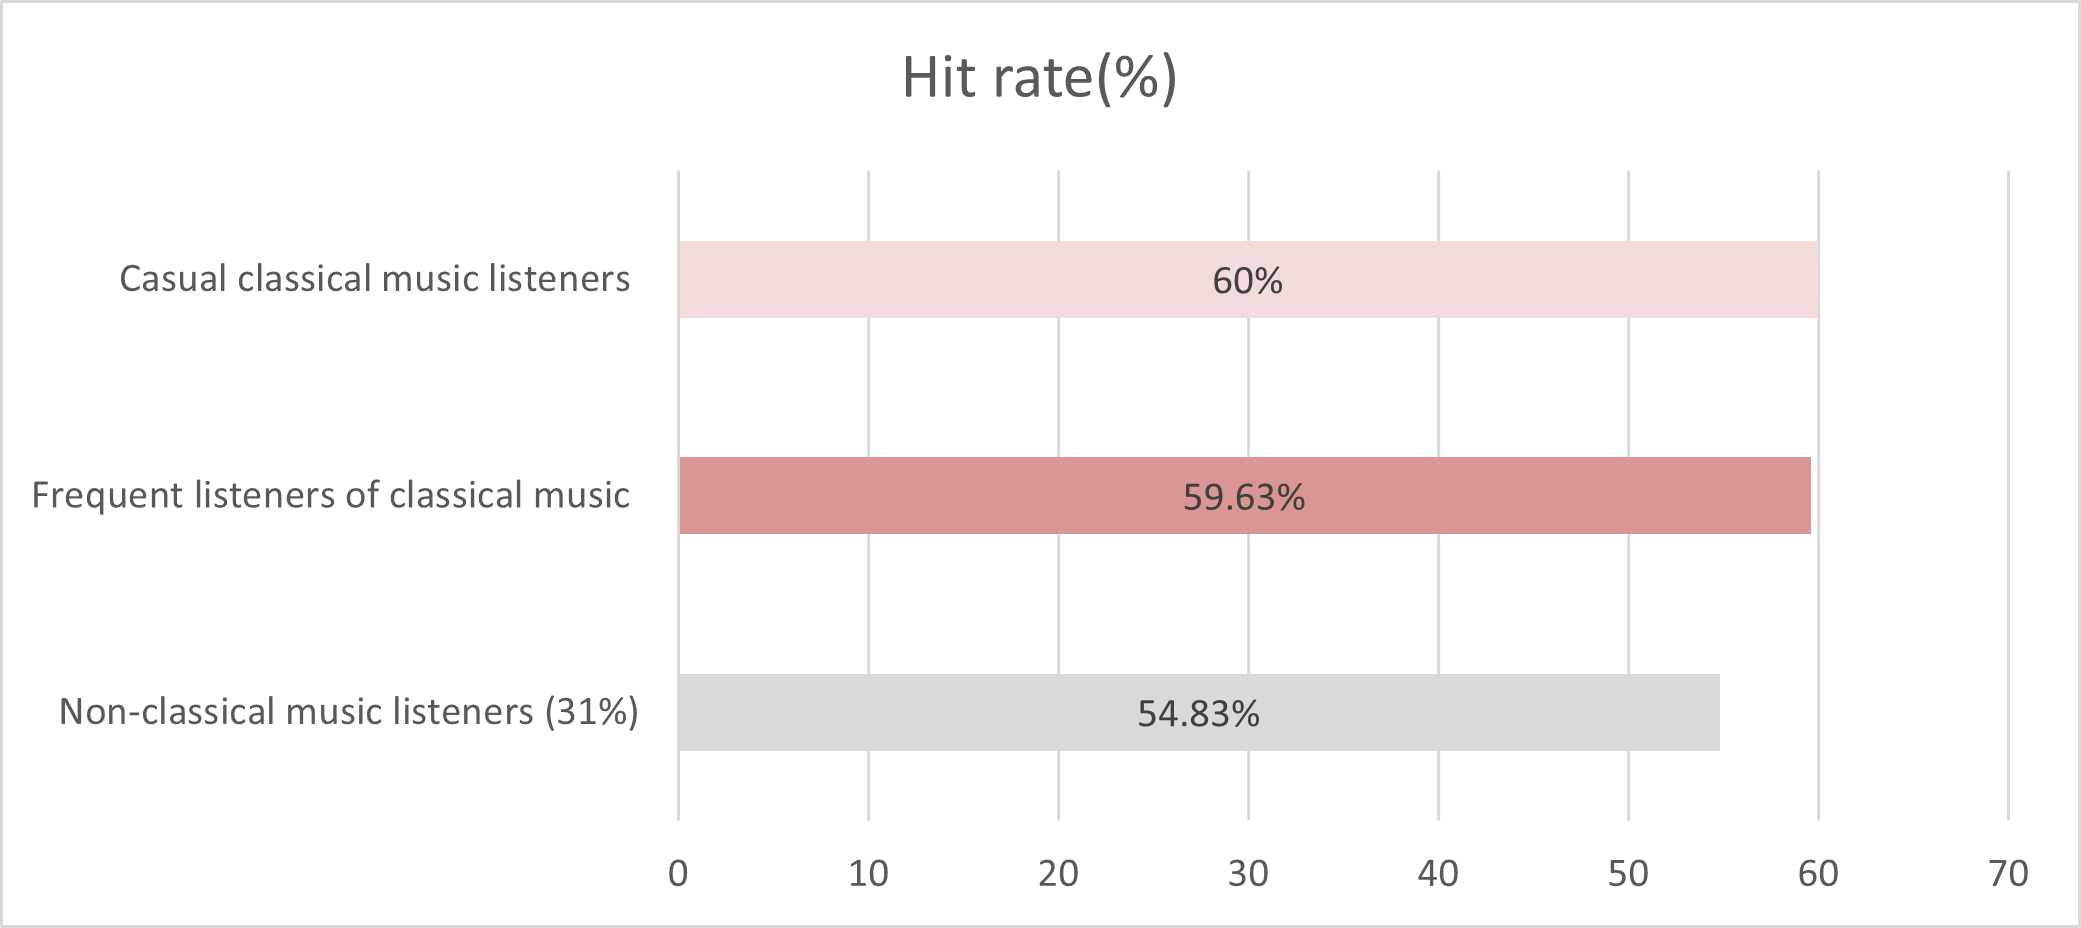 Hit rate(%)
Casual classical music listeners
60%
Frequent listeners of classical music
59.63%
Non-classical music listeners (31%)
54.83%
0 10 20 30 40 50 60 70